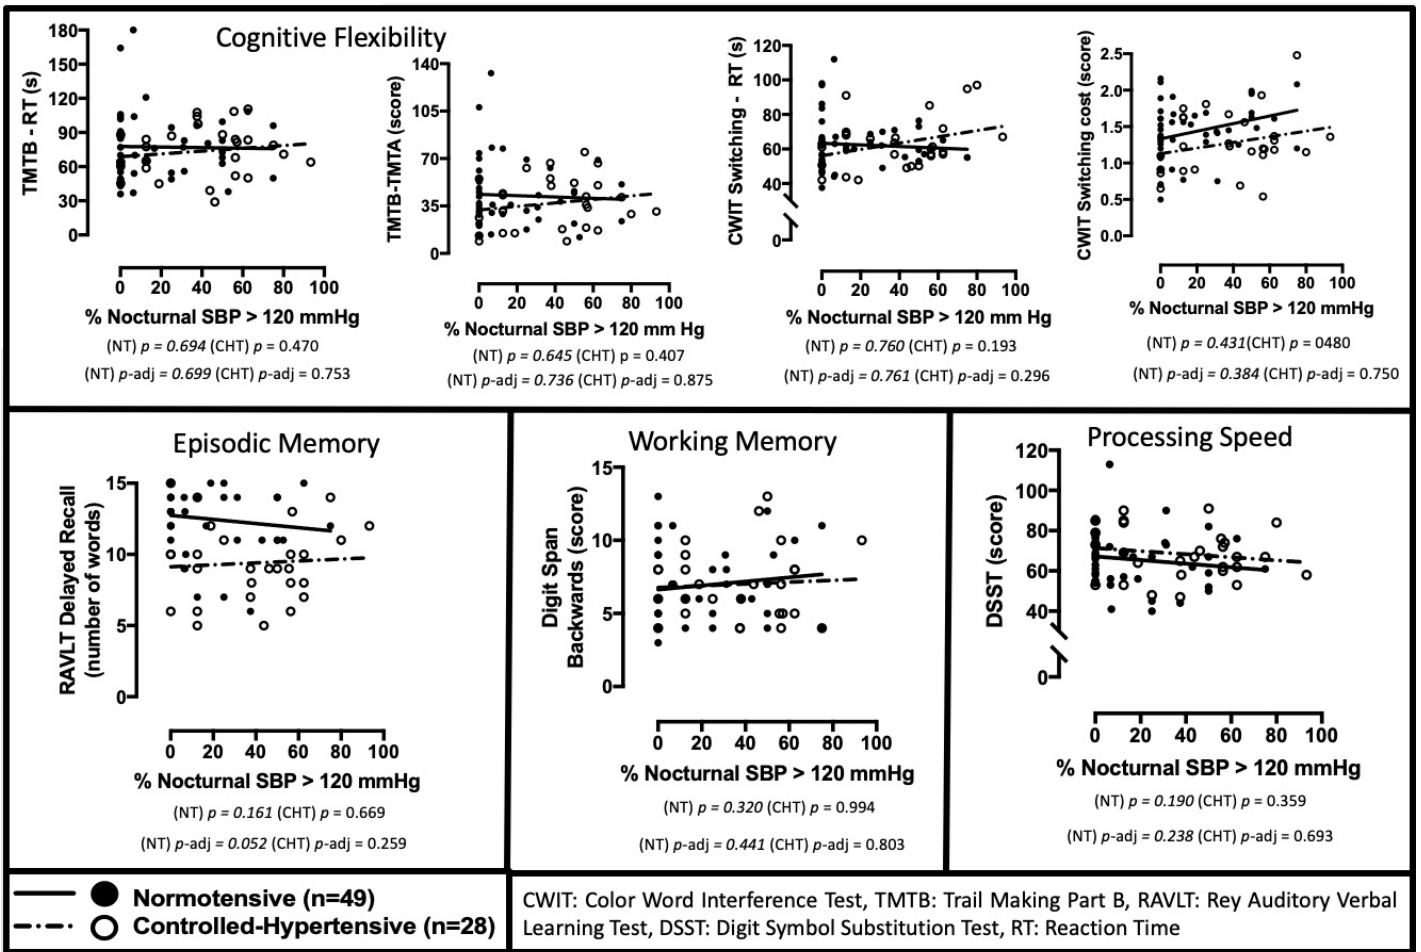 Cognitive Flexibility
TMTB - RT (s)
180
150
120
90
60
30
0
0 20 40 60 80 100
% Nocturnal SBP > 120 mmHg
(NT) p = 0.694 (CHT) p = 0.470
(NT) p-adj = 0.699 (CHT) p-adj = 0.753
TMTB-TMTA (score)
140
105
70
35
0
0 20 40 60 80 100
% Nocturnal SBP > 120 mm Hg
(NT) p = 0.645 (CHT) p = 0.407
(NT) p-adj = 0.736 (CHT) p-adj = 0.875
CWIT Switching - RT (s)
120
100
80
60
40
0
0 20 40 60 80 100
% Nocturnal SBP > 120 mmHg
(NT) p = 0.760 (CHT) p = 0.193
(NT) p-adj = 0.761 (CHT) p-adj = 0.296
CWIT Switching cost (score)
2.5
2.0
1.5
1.0
0.5
0.0
0 20 40 60 80 100
% Nocturnal SBP > 120 mmHg
(NT) p = 0.431(CHT) p = 0480
(NT) p-adj = 0.384 (CHT) p-adj = 0.750
Episodic Memory
RAVLT Delayed Recall
(number of words)
15
10
5
0
0 20 40 60 80 100
% Nocturnal SBP > 120 mmHg
(NT) p = 0.161 (CHT) p = 0.669
(NT) p-adj = 0.052 (CHT) p-adj = 0.259
Working Memory
Digit Span
Backwards (score)
15
10
5
0
0 20 40 60 80 100
% Nocturnal SBP > 120 mmHg
(NT) p = 0.320 (CHT) p = 0.994
(NT) p-adj = 0.441 (CHT) p-adj = 0.803
Processing Speed
DSST (score)
120
100
80
60
40
0
0 20 40 60 80 100
% Nocturnal SBP > 120 mmHg
(NT) p = 0.190 (CHT) p = 0.359
(NT) p-adj = 0.238 (CHT) p-adj = 0.693
Normotensive (n=49)
Controlled-Hypertensive (n=28)
CWIT: Color Word Interference Test, TMTB: Trail Making Part B, RAVLT: Rey Auditory Verbal
Learning Test, DSST: Digit Symbol Substitution Test, RT: Reaction Time